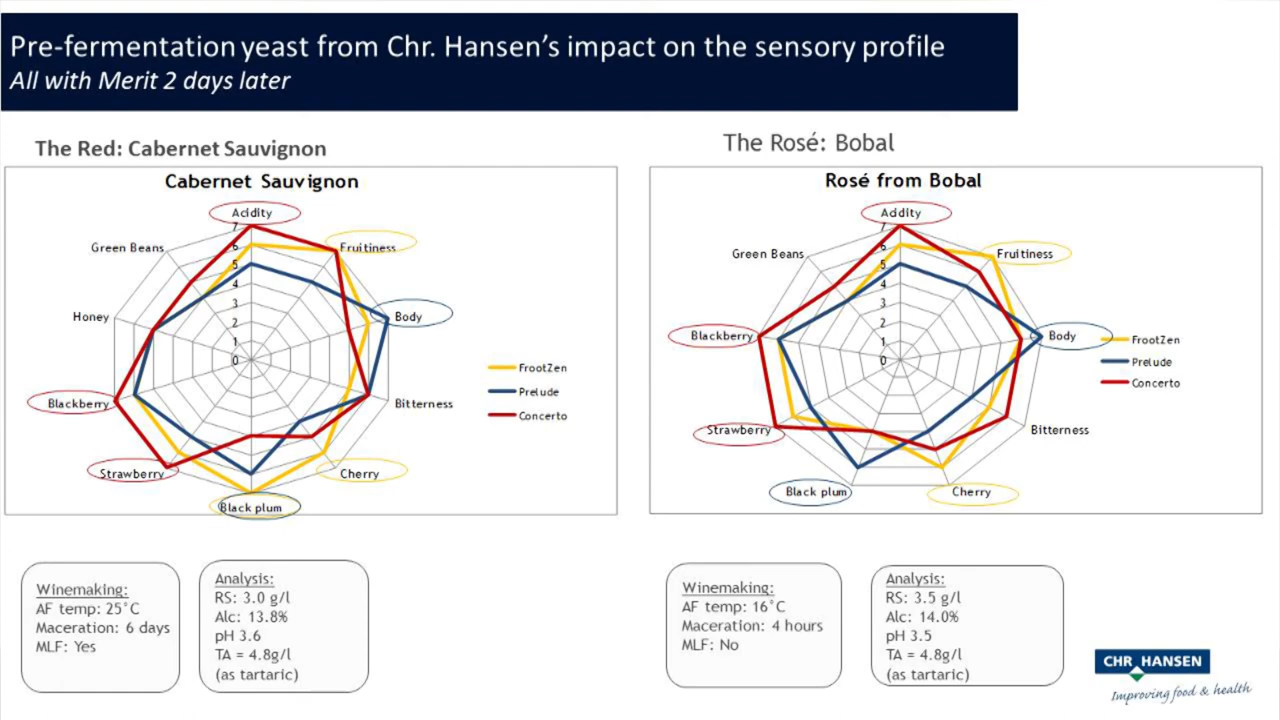 Pre-fermentation yeast from Chr. Hansen's impact on the sensory profile
All with Merit 2 days later
The Red: Cabernet Sauvignon
Cabernet Sauvignon
Acidity
Fruitiness
Body
Bitterness
Cherry
Black plum
Strawberry
Blackberry
Honey
Green Beans
7
6
5
4
3
2
1
0
FrootZen
Prelude
Concerto
The Rosé: Bobal
Rosé from Bobal
Acidity
Fruitiness
Body
Bitterness
Cherry
Black plum
Strawberry
Blackberry
Green Beans
7
6
5
4
3
2
1
0
FrootZen
Prelude
Concerto
Winemaking:
AF temp: 25°C
Maceration: 6 days
MLF: Yes
Analysis:
RS: 3.0 g/l
Alc: 13.8%
pH 3.6
TA = 4.8g/l
(as tartaric)
Winemaking:
AF temp: 16°C
Maceration: 4 hours
MLF: No
Analysis:
RS: 3.5 g/l
Alc: 14.0%
pH 3.5
TA = 4.8g/l
(as tartaric)
CHR HANSEN
Improving food & health